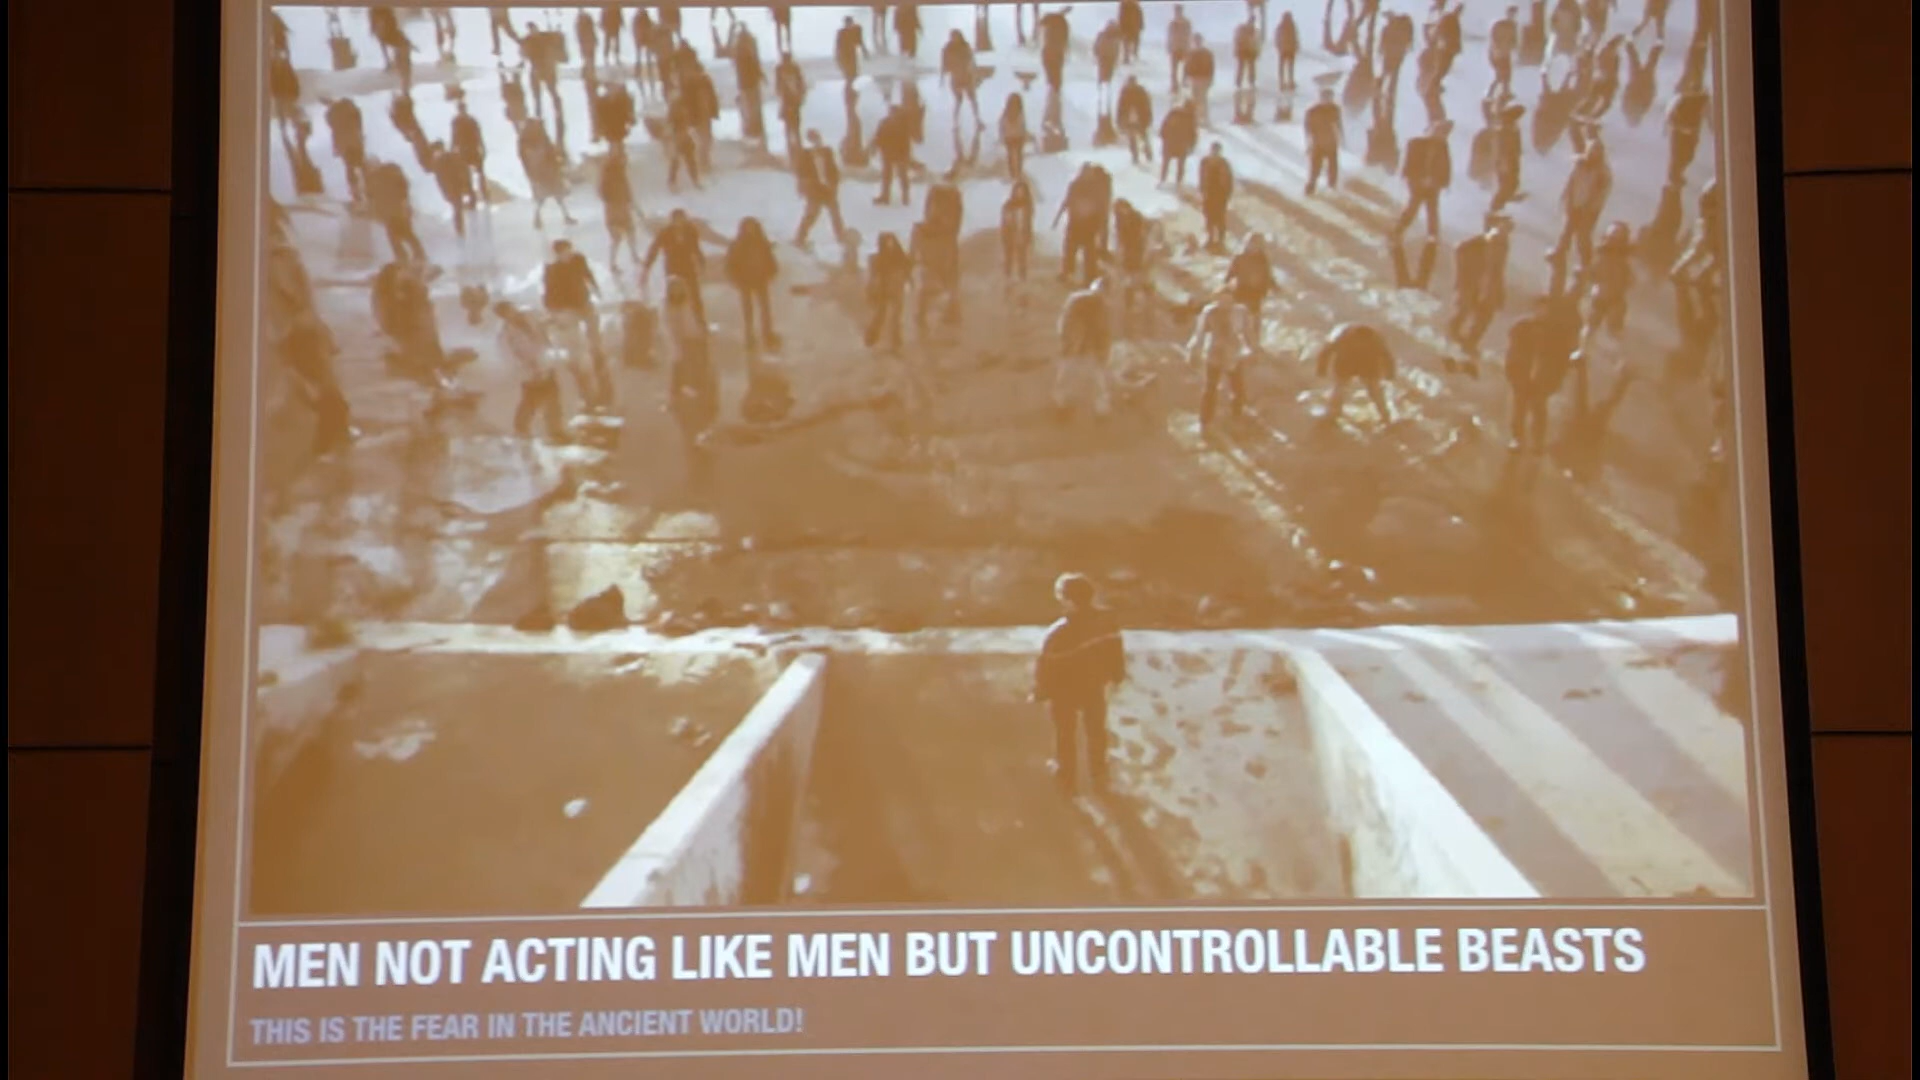 MEN NOT ACTING LIKE MEN BUT UNCONTROLLABLE BEASTS
THIS IS THE FEAR IN THE ANCIENT WORLD!